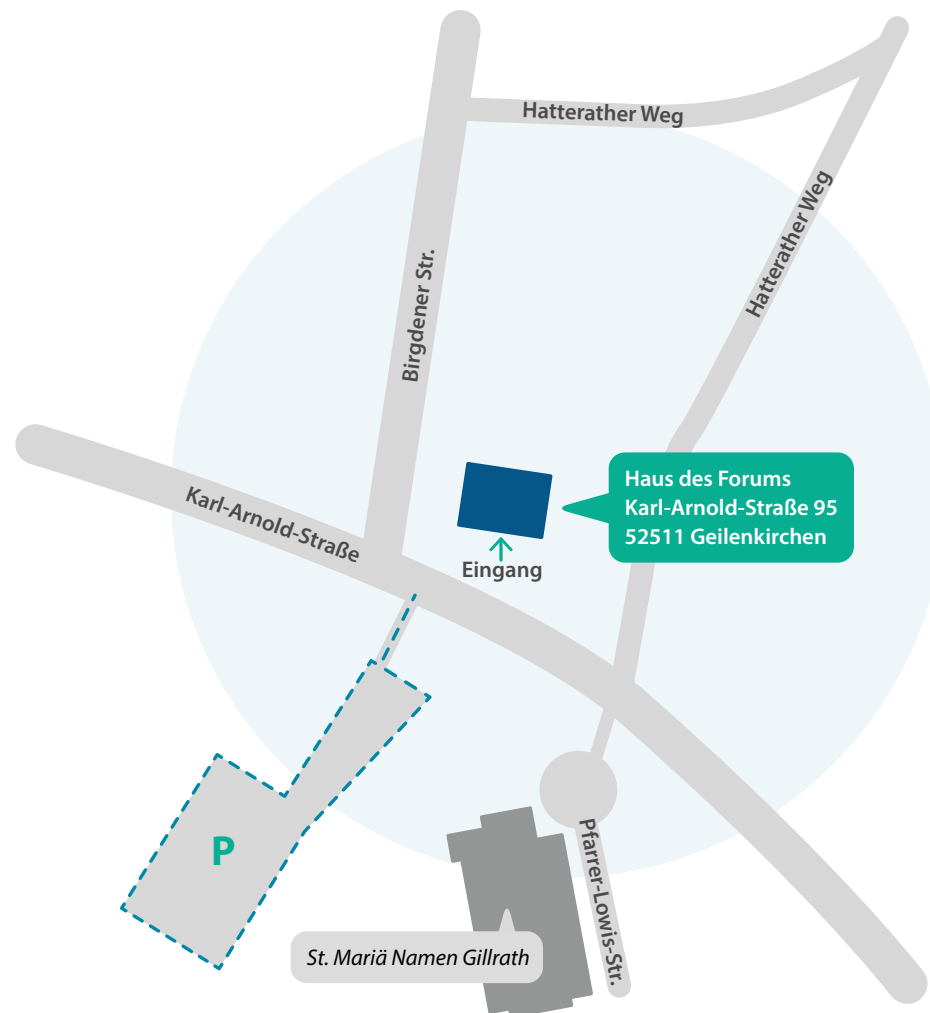 Hatterather Weg
Hatterather Weg
Birgdener Str.
Karl-Arnold-Straße
Haus des Forums
Karl-Arnold-Straße 95
52511 Geilenkirchen
Eingang
P
Pfarrer-Lowis-Str.
St. Mariä Namen Gillrath